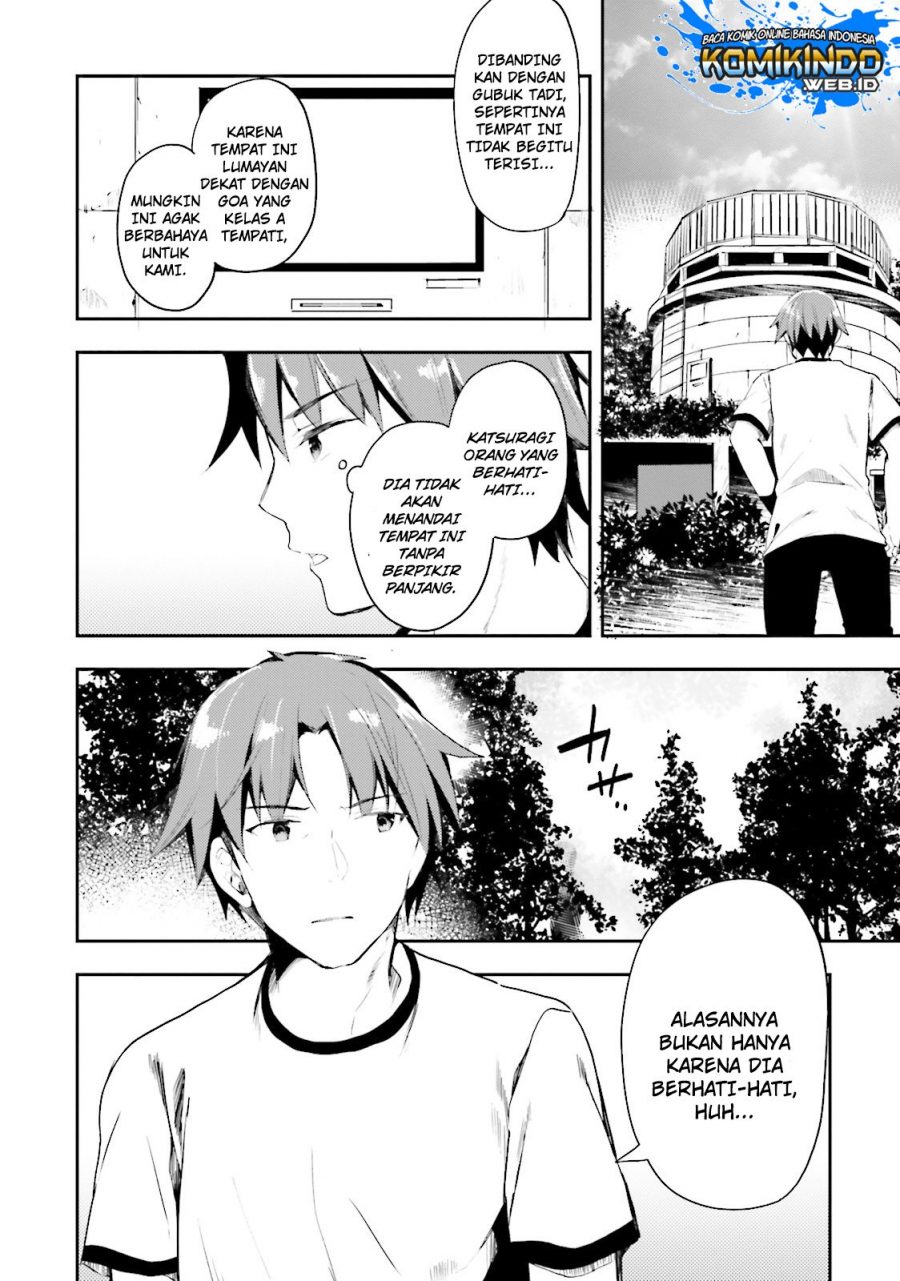 BACA KOMIK ONLINE BAHASA INDONESIA
KOMIKINDO
.WEB.ID
DIBANDING
KAN DENGAN
GUBUK TADI,
SEPERTINYA
TEMPAT INI
TIDAK BEGITU
TERISI...
KARENA
TEMPAT INI
LUMAYAN
DEKAT DENGAN
GOA YANG
KELAS A
TEMPATI,
MUNGKIN
INI AGAK
BERBAHAYA
UNTUK
KAMI.
KATSURAGI
ORANG YANG
BERHATI-
HATI...
DIA TIDAK
AKAN
MENANDAI
TEMPAT INI
TANPA
BERPIKIR
PANJANG.
ALASANNYA
BUKAN HANYA
KARENA DIA
BERHATI-HATI,
HUH...